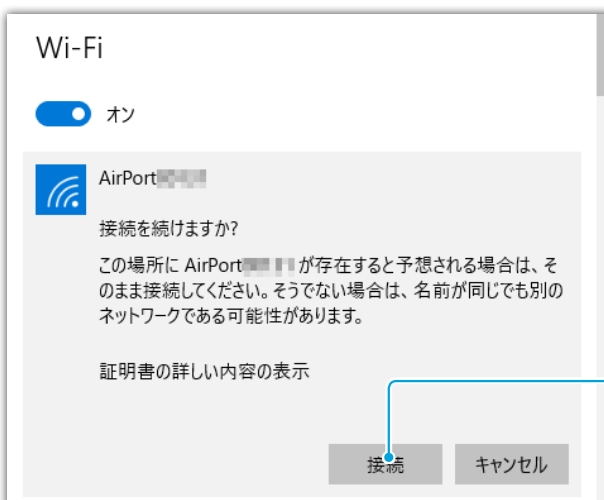 Wi-Fi
オン
AirPort
接続を続けますか?
この場所に AirPort が存在すると予想される場合は、そ
のまま接続してください。そうでない場合は、名前が同じでも別の
ネットワークである可能性があります。
証明書の詳しい内容の表示
接続 キャンセル